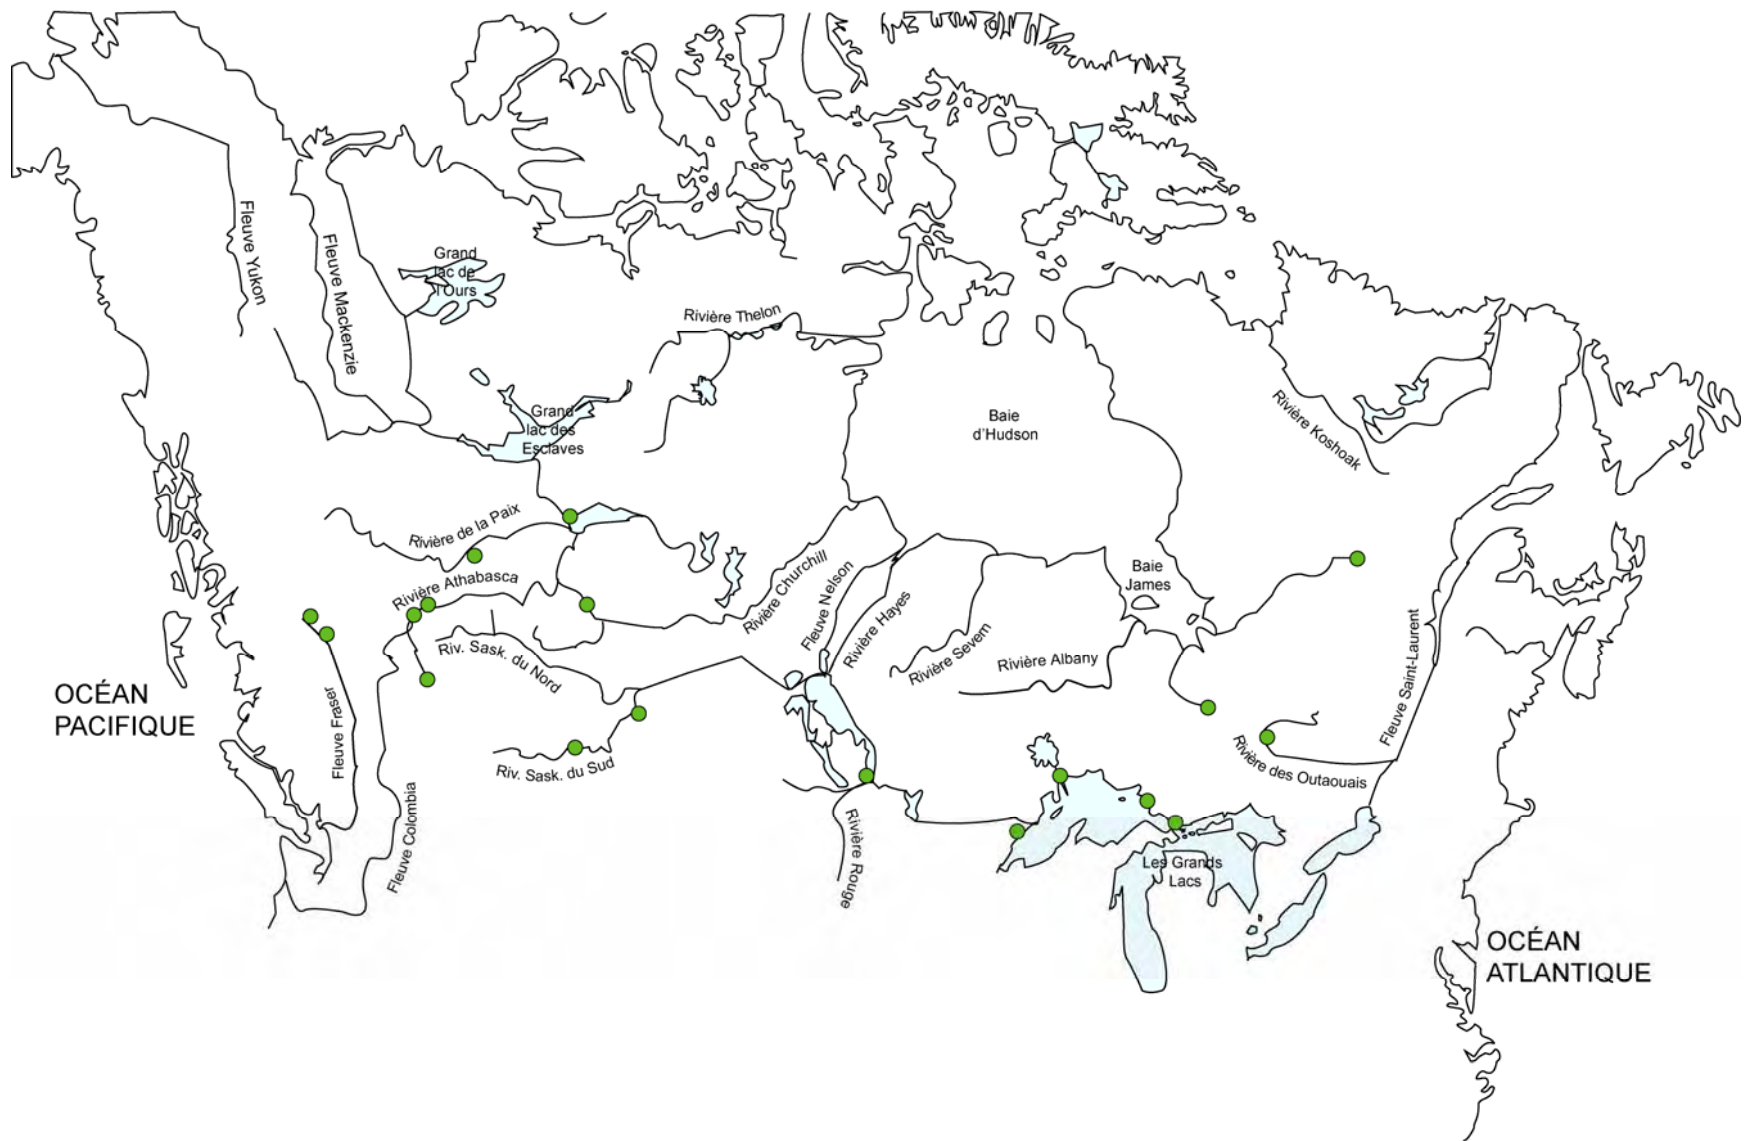 Fleuve Yukon
Fleuve Mackenzie
Grand
lac de
l'Ours
Rivière Thelon
Grand
lac des
Esclaves
Baie
d'Hudson
Rivière Koshoak
Rivière de la Paix
Rivière Athabasca
Riv. Sask. du Nord
Riv. Sask. du Sud
Rivière Churchill
Fleuve Nelson
Rivière Hayes
Rivière Severn
Rivière Albany
Baie
James
Fleuve Saint-Laurent
Rivière des Outaouais
OCÉAN
PACIFIQUE
Fleuve Fraser
Fleuve Colombia
Rivière Rouge
Les Grands
Lacs
OCÉAN
ATLANTIQUE